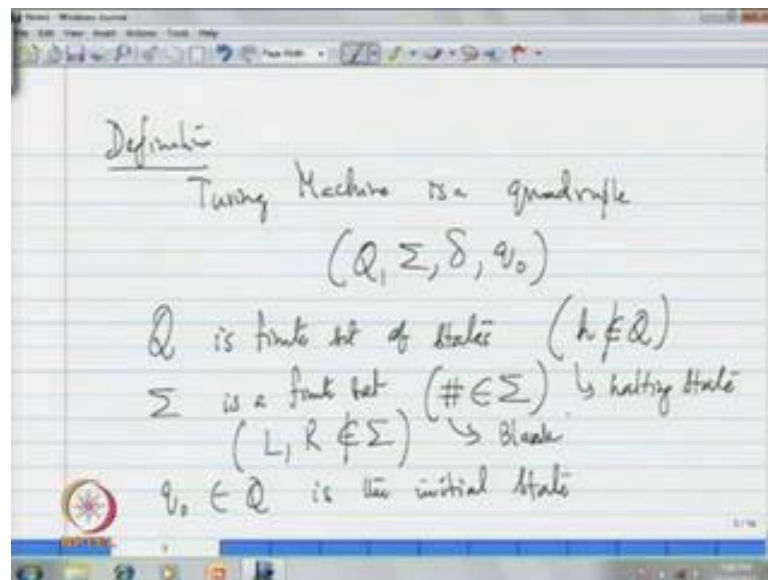 Definition
Turing Machine is a quadruple
(Q, Σ, δ, q₀)
Q is finite set of states (h ∉ Q)
↳ halting state
Σ is a finite set (# ∈ Σ)
↳ Blank
(L, R ∉ Σ)
q₀ ∈ Q is the initial state